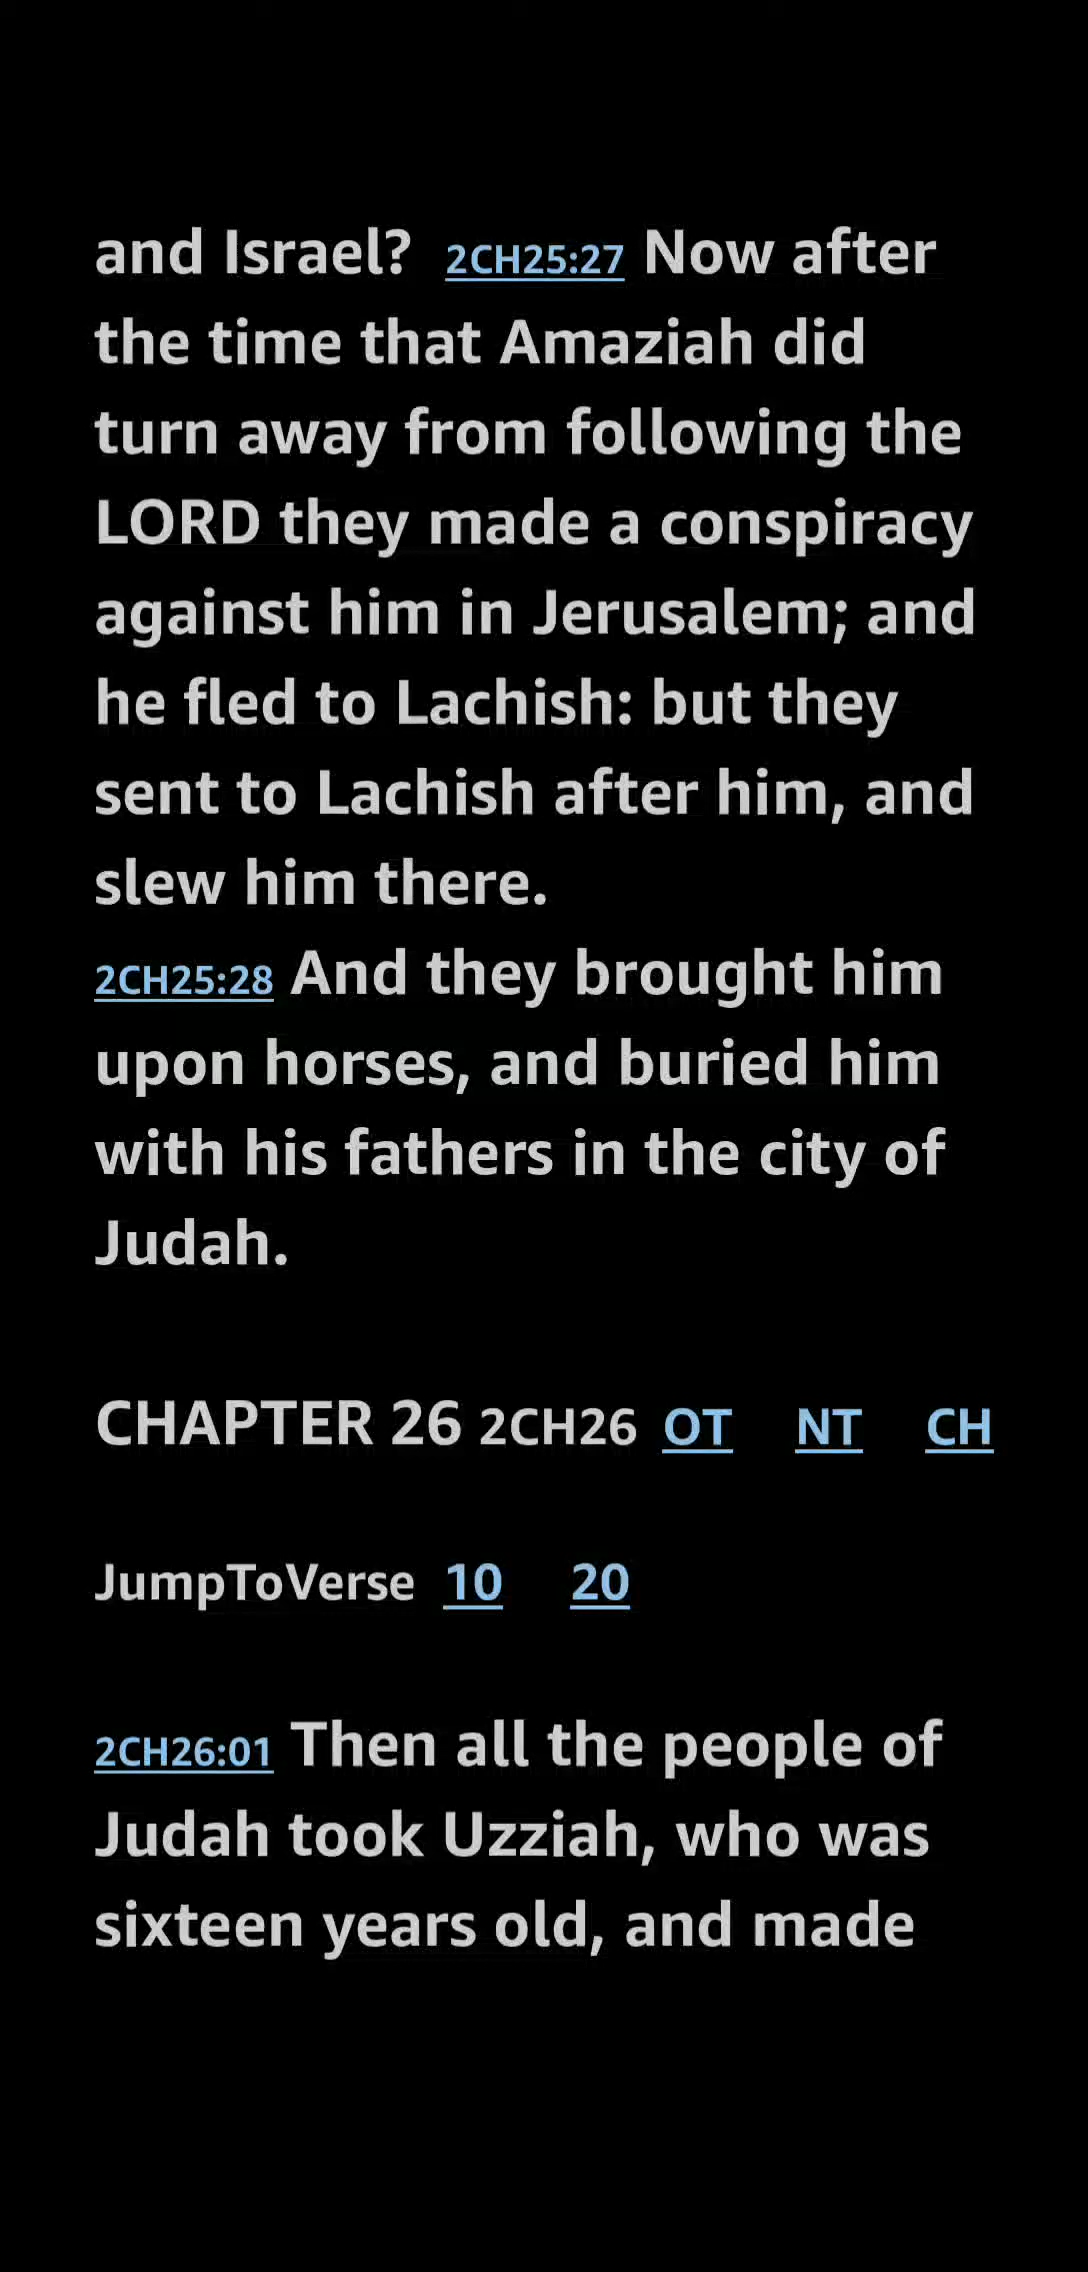 and Israel? 2CH25:27 Now after
the time that Amaziah did
turn away from following the
LORD they made a conspiracy
against him in Jerusalem; and
he fled to Lachish: but they
sent to Lachish after him, and
slew him there.
2CH25:28 And they brought him
upon horses, and buried him
with his fathers in the city of
Judah.
CHAPTER 26 2CH26 OT NT CH
JumpToVerse 10 20
2CH26:01 Then all the people of
Judah took Uzziah, who was
sixteen years old, and made